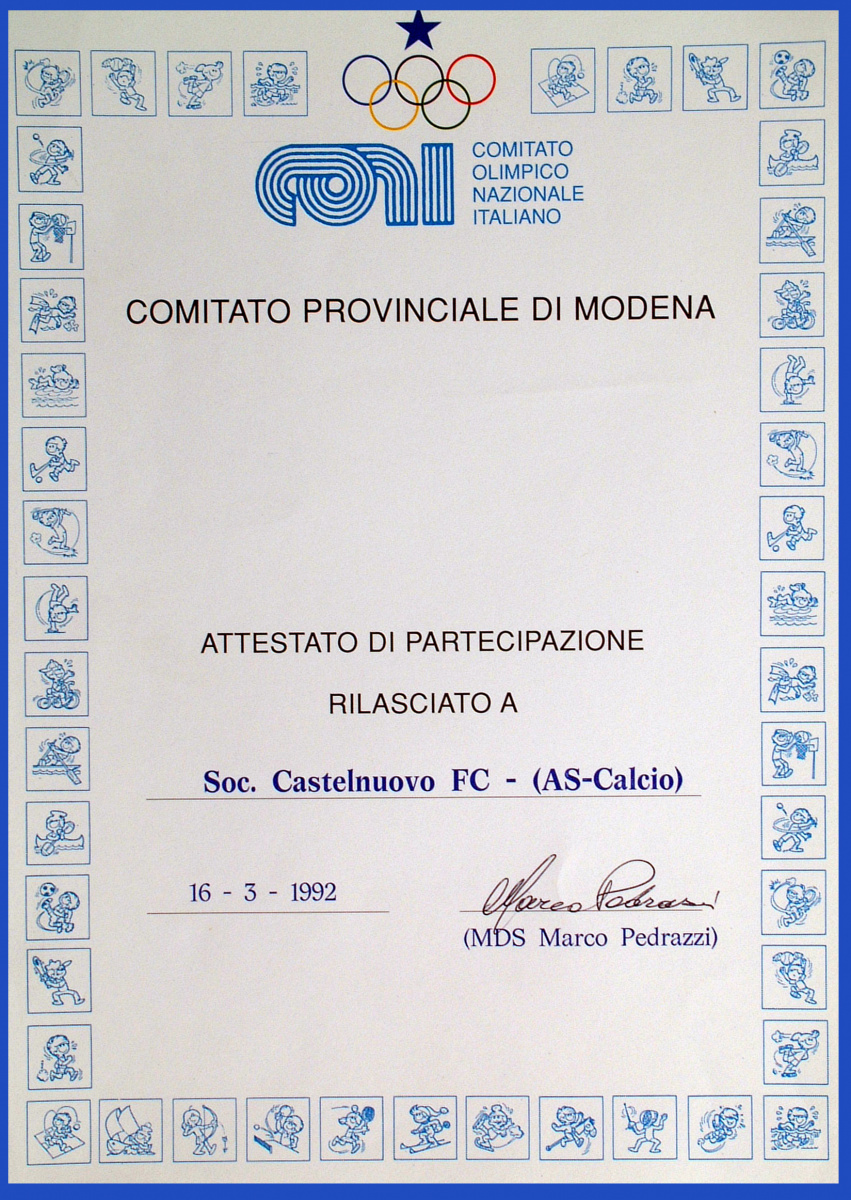 CONI
COMITATO
OLIMPICO
NAZIONALE
ITALIANO
COMITATO PROVINCIALE DI MODENA
ATTESTATO DI PARTECIPAZIONE
RILASCIATO A
Soc. Castelnuovo FC - (AS-Calcio)
16 - 3 - 1992
Marco Pedrazzi
(MDS Marco Pedrazzi)